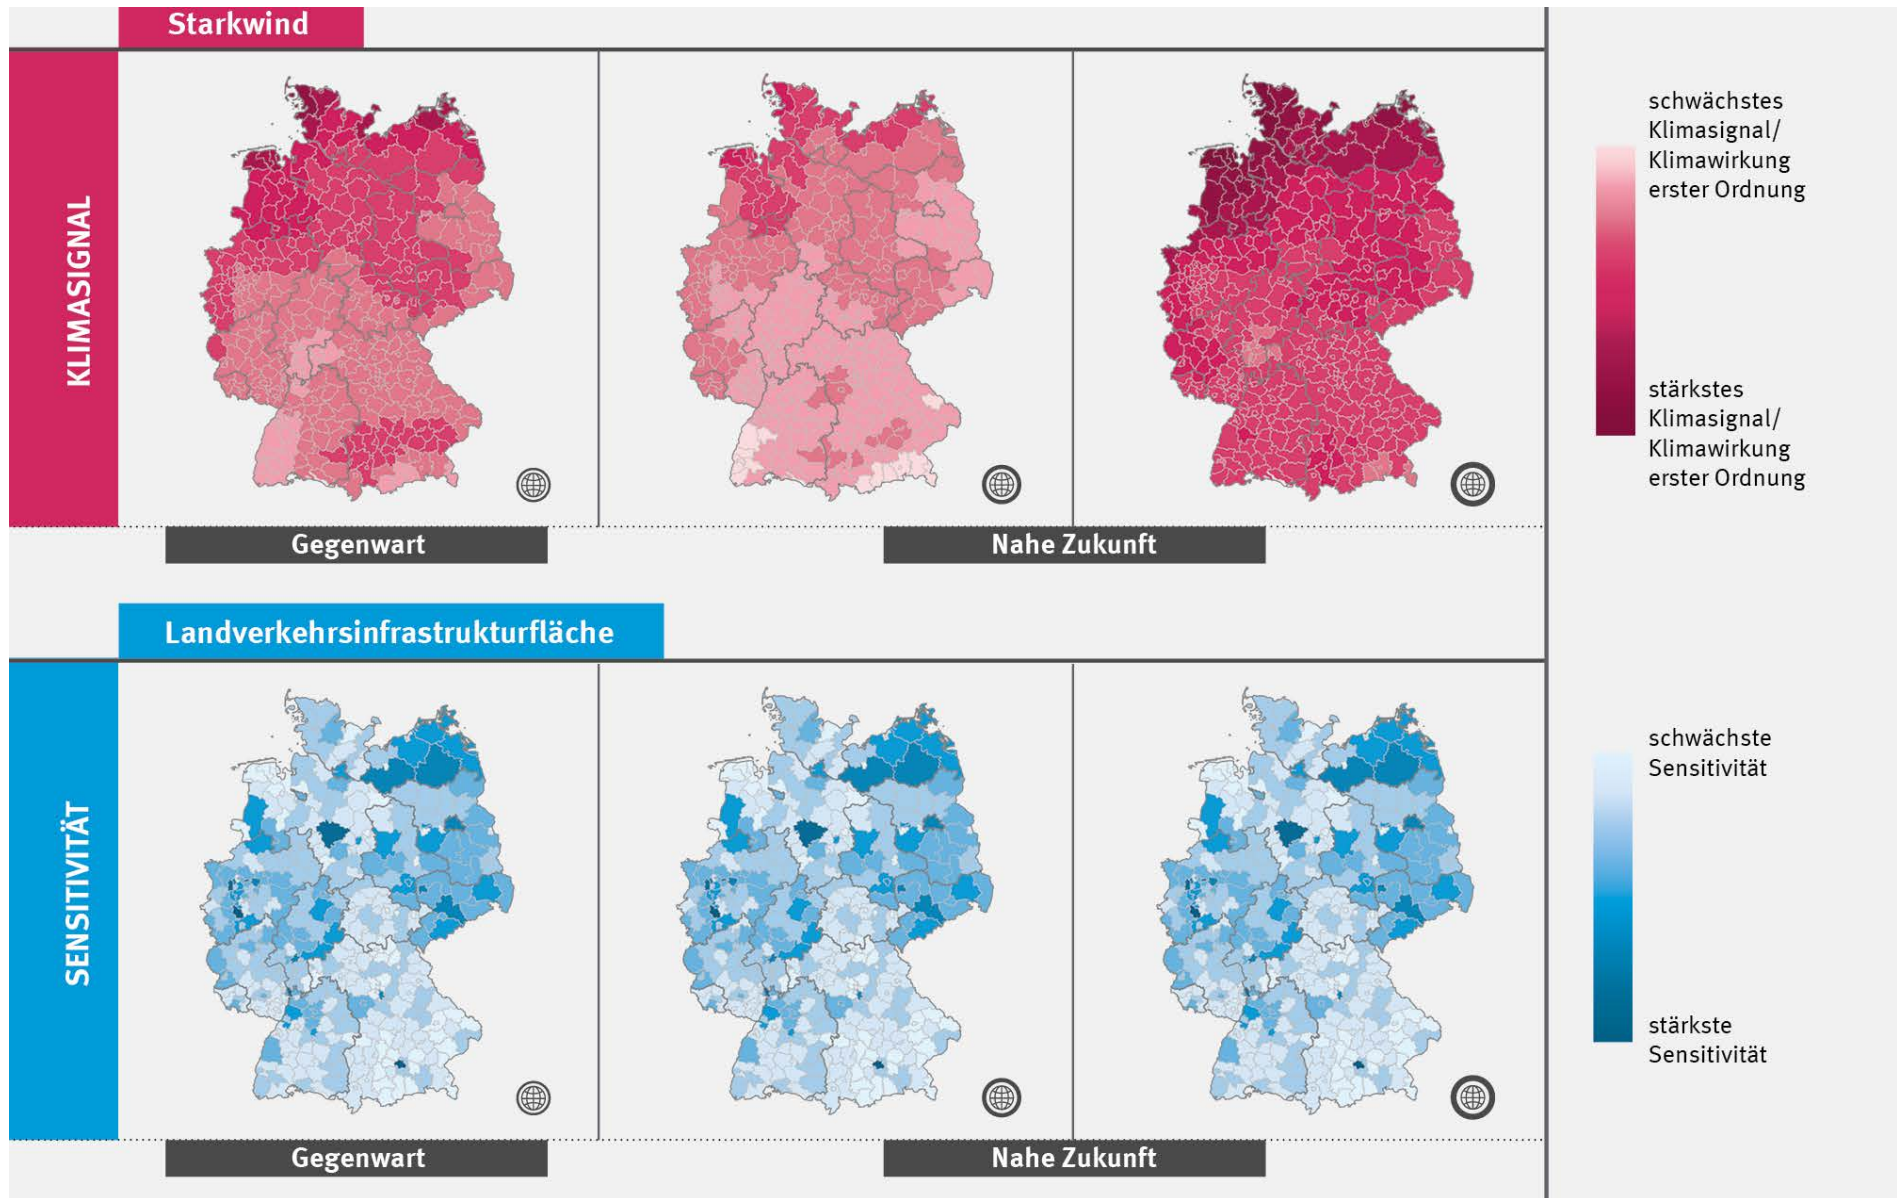 Starkwind
KLIMASIGNAL
schwächstes
Klimasignal/
Klimawirkung
erster Ordnung
stärkstes
Klimasignal/
Klimawirkung
erster Ordnung
Gegenwart
Nahe Zukunft
Landverkehrsinfrastrukturfläche
SENSITIVITÄT
schwächste
Sensitivität
stärkste
Sensitivität
Gegenwart
Nahe Zukunft